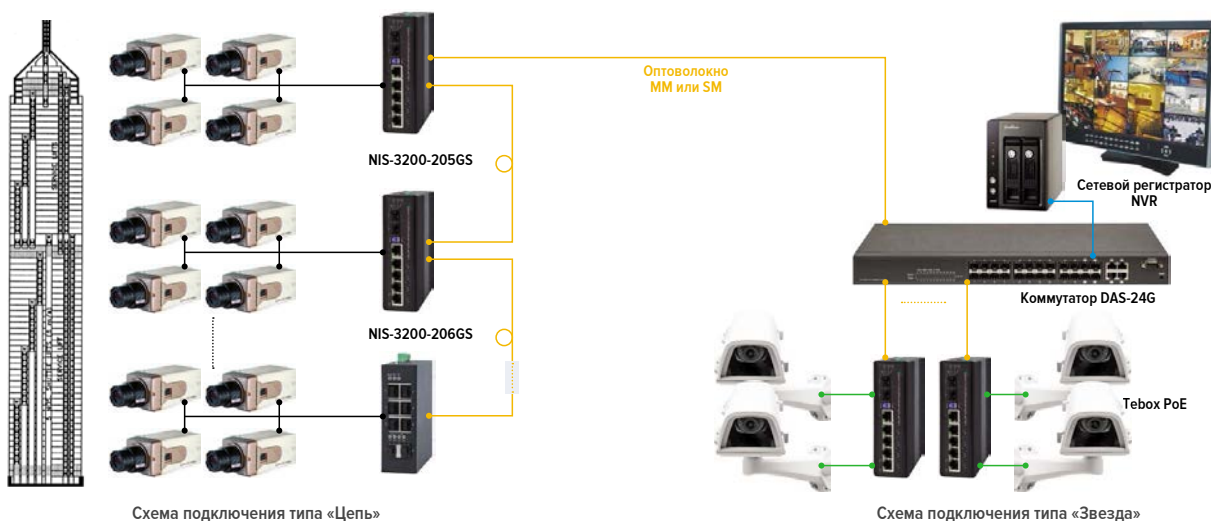 Оптоволокно
MM или SM
NIS-3200-205GS
Сетевой регистратор
NVR
Коммутатор DAS-24G
NIS-3200-206GS
Tebox PoE
Схема подключения типа «Цепь»
Схема подключения типа «Звезда»